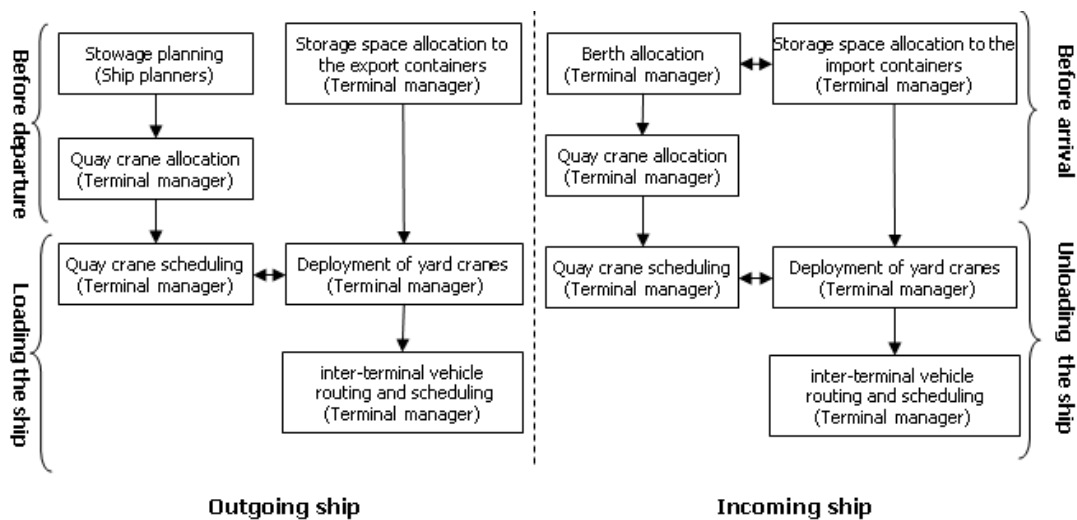 Before departure
Stowage planning
(Ship planners)
Storage space allocation to
the export containers
(Terminal manager)
Quay crane allocation
(Terminal manager)
Loading the ship
Quay crane scheduling
(Terminal manager)
Deployment of yard cranes
(Terminal manager)
inter-terminal vehicle
routing and scheduling
(Terminal manager)
Outgoing ship
Berth allocation
(Terminal manager)
Storage space allocation to the
import containers
(Terminal manager)
Before arrival
Quay crane allocation
(Terminal manager)
Quay crane scheduling
(Terminal manager)
Deployment of yard cranes
(Terminal manager)
Unloading the ship
inter-terminal vehicle
routing and scheduling
(Terminal manager)
Incoming ship